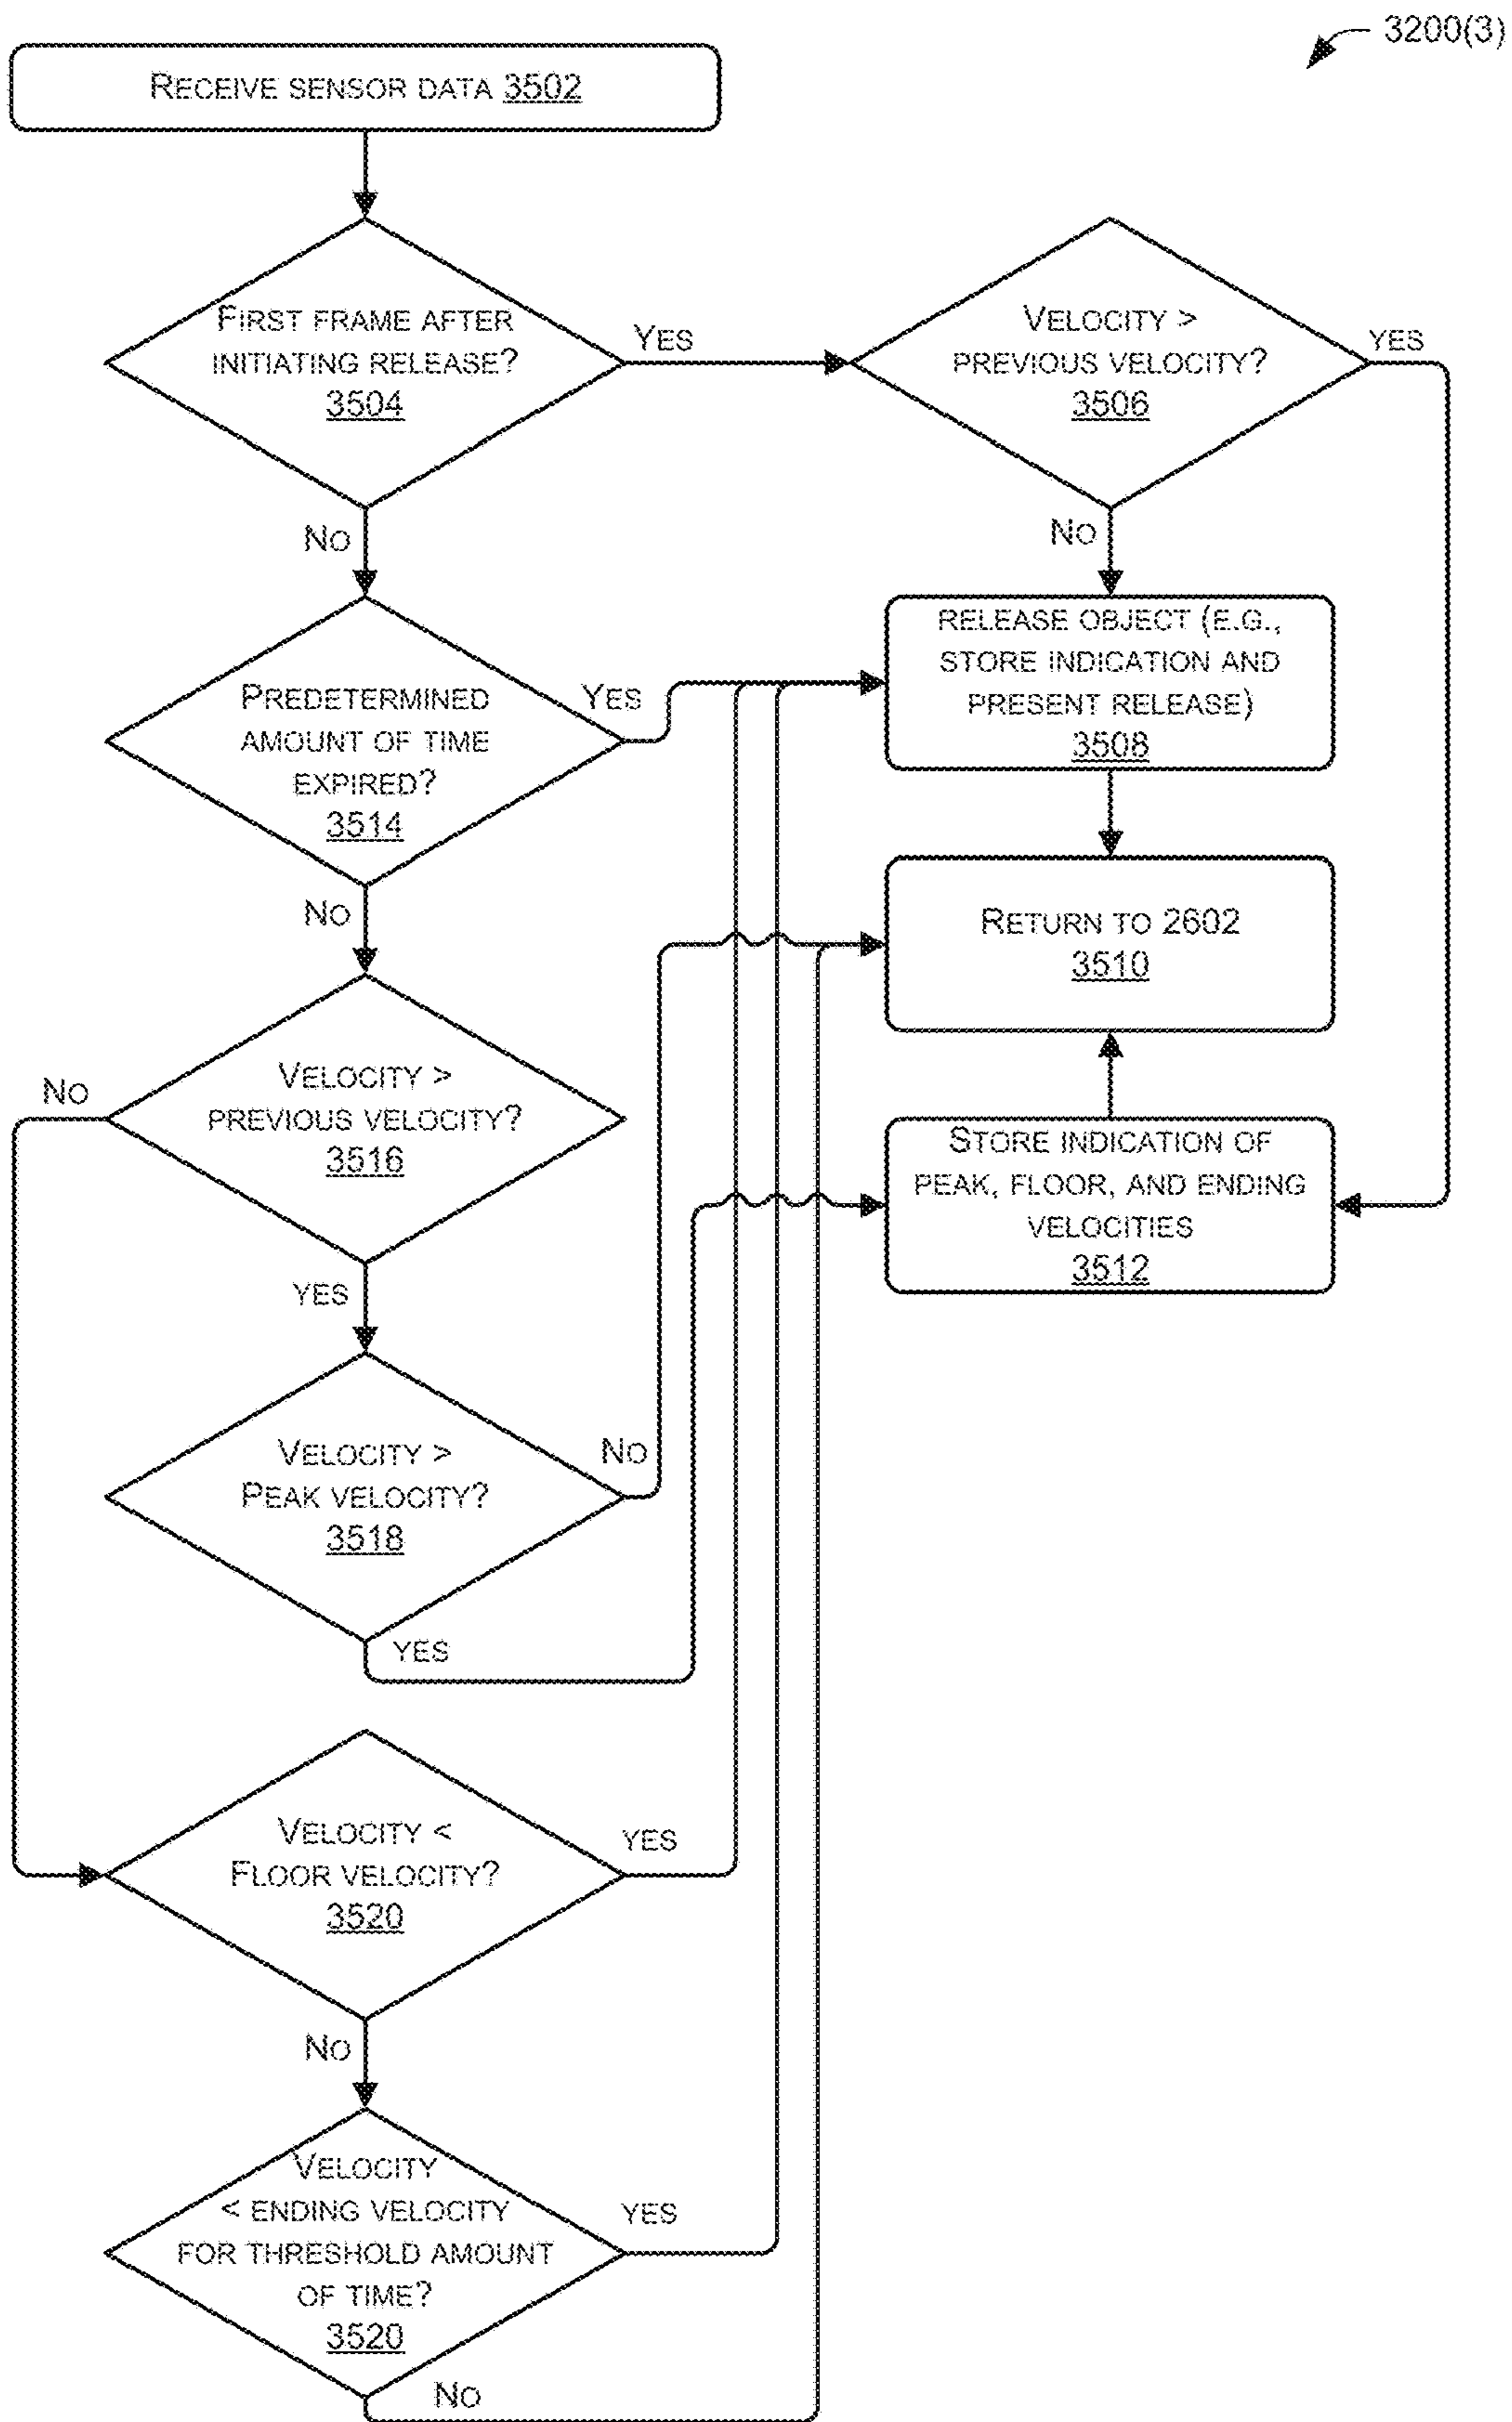 3200(3)
RECEIVE SENSOR DATA 3502
FIRST FRAME AFTER
INITIATING RELEASE?
3504
YES
VELOCITY >
PREVIOUS VELOCITY?
3506
YES
NO
NO
RELEASE OBJECT (E.G.,
STORE INDICATION AND
PRESENT RELEASE)
3508
PREDETERMINED
AMOUNT OF TIME
EXPIRED?
3514
YES
NO
RETURN TO 2602
3510
VELOCITY >
PREVIOUS VELOCITY?
3516
NO
YES
STORE INDICATION OF
PEAK, FLOOR, AND ENDING
VELOCITIES
3512
VELOCITY >
PEAK VELOCITY?
3518
NO
YES
VELOCITY <
FLOOR VELOCITY?
3520
YES
NO
VELOCITY
< ENDING VELOCITY
FOR THRESHOLD AMOUNT
OF TIME?
3520
YES
NO